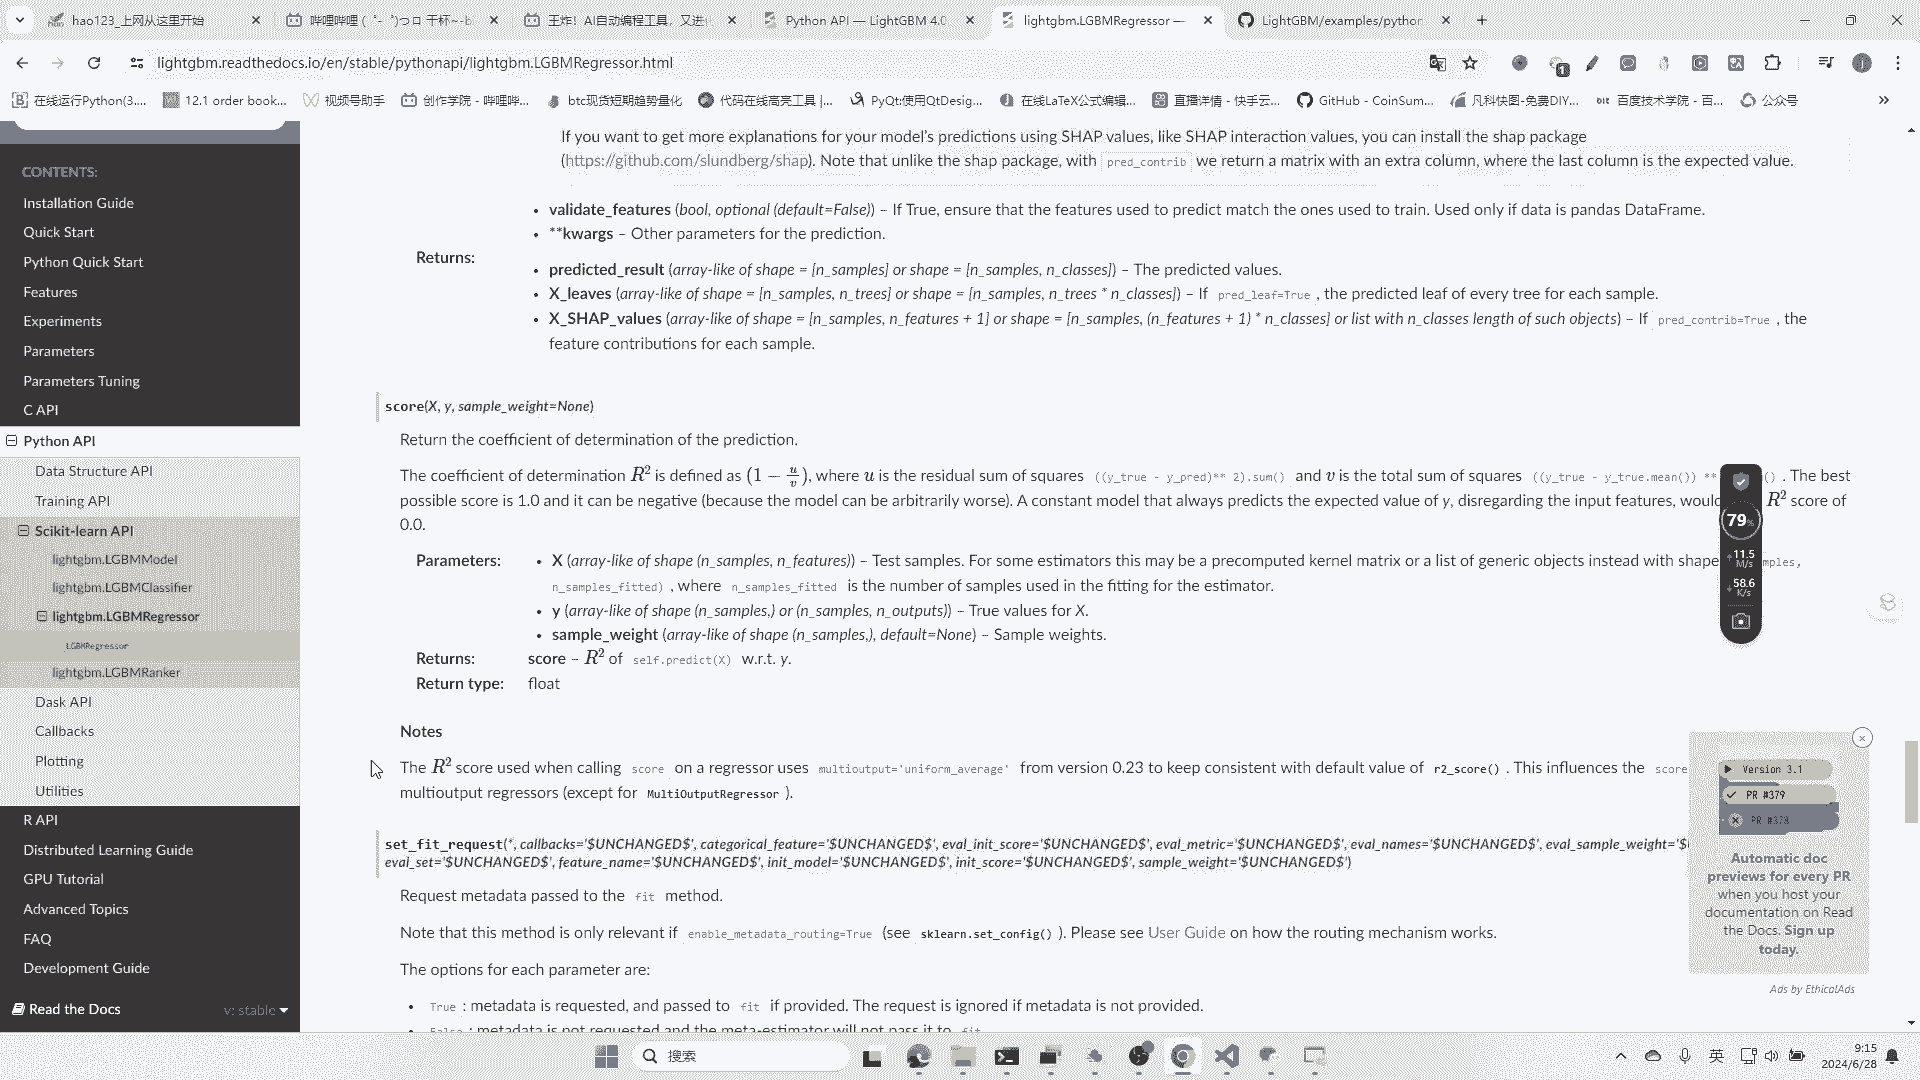 hao123_上网从这里开始
哔哩哔哩 (゜-゜)つロ 干杯~-bi
王炸！AI自动编程工具，又进
Python API — LightGBM 4.0
lightgbm.LGBMRegressor —
LightGBM/examples/python
lightgbm.readthedocs.io/en/stable/pythonapi/lightgbm.LGBMRegressor.html
在线运行Python(3....
12.1 order book...
视频号助手
创作学院 - 哔哩哔...
btc现货短期趋势量化
代码在线高亮工具 |...
PyQt:使用QtDesig...
在线LaTeX公式编辑...
直播详情 - 快手云...
GitHub - CoinSum...
凡科快图-免费DIY...
百度技术学院 - 百...
公众号
CONTENTS:
Installation Guide
Quick Start
Python Quick Start
Features
Experiments
Parameters
Parameters Tuning
C API
Python API
Data Structure API
Training API
Scikit-learn API
lightgbm.LGBMModel
lightgbm.LGBMClassifier
lightgbm.LGBMRegressor
LGBMRegressor
lightgbm.LGBMRanker
Dask API
Callbacks
Plotting
Utilities
R API
Distributed Learning Guide
GPU Tutorial
Advanced Topics
FAQ
Development Guide
Read the Docs
v: stable
If you want to get more explanations for your model's predictions using SHAP values, like SHAP interaction values, you can install the shap package
(https://github.com/slundberg/shap). Note that unlike the shap package, with pred_contrib we return a matrix with an extra column, where the last column is the expected value.
• validate_features (bool, optional (default=False)) – If True, ensure that the features used to predict match the ones used to train. Used only if data is pandas DataFrame.
• **kwargs – Other parameters for the prediction.
Returns:
• predicted_result (array-like of shape = [n_samples] or shape = [n_samples, n_classes]) – The predicted values.
• X_leaves (array-like of shape = [n_samples, n_trees] or shape = [n_samples, n_trees * n_classes]) – If pred_leaf=True , the predicted leaf of every tree for each sample.
• X_SHAP_values (array-like of shape = [n_samples, n_features + 1] or shape = [n_samples, (n_features + 1) * n_classes] or list with n_classes length of such objects) – If pred_contrib=True , the
feature contributions for each sample.
score(X, y, sample_weight=None)
Return the coefficient of determination of the prediction.
The coefficient of determination R² is defined as (1 − u/v), where u is the residual sum of squares ((y_true - y_pred)** 2).sum() and v is the total sum of squares ((y_true - y_true.mean()) ** () . The best
possible score is 1.0 and it can be negative (because the model can be arbitrarily worse). A constant model that always predicts the expected value of y, disregarding the input features, would R² score of
0.0.
Parameters:
• X (array-like of shape (n_samples, n_features)) – Test samples. For some estimators this may be a precomputed kernel matrix or a list of generic objects instead with shape mples,
n_samples_fitted) , where n_samples_fitted is the number of samples used in the fitting for the estimator.
• y (array-like of shape (n_samples,) or (n_samples, n_outputs)) – True values for X.
• sample_weight (array-like of shape (n_samples,), default=None) – Sample weights.
Returns: score – R² of self.predict(X) w.r.t. y.
Return type: float
Notes
The R² score used when calling score on a regressor uses multioutput='uniform_average' from version 0.23 to keep consistent with default value of r2_score() . This influences the score
multioutput regressors (except for MultiOutputRegressor ).
set_fit_request(*, callbacks='$UNCHANGED$', categorical_feature='$UNCHANGED$', eval_init_score='$UNCHANGED$', eval_metric='$UNCHANGED$', eval_names='$UNCHANGED$', eval_sample_weight='$U
eval_set='$UNCHANGED$', feature_name='$UNCHANGED$', init_model='$UNCHANGED$', init_score='$UNCHANGED$', sample_weight='$UNCHANGED$')
Request metadata passed to the fit method.
Note that this method is only relevant if enable_metadata_routing=True (see sklearn.set_config() ). Please see User Guide on how the routing mechanism works.
The options for each parameter are:
• True : metadata is requested, and passed to fit if provided. The request is ignored if metadata is not provided.
• False : metadata is not requested and the meta-estimator will not pass it to fit
79%
11.5
M/s
58.6
K/s
Version 3.1
PR #379
PR #378
Automatic doc
previews for every PR
when you host your
documentation on Read
the Docs. Sign up
today.
Ads by EthicalAds
搜索
英
9:15
2024/6/28